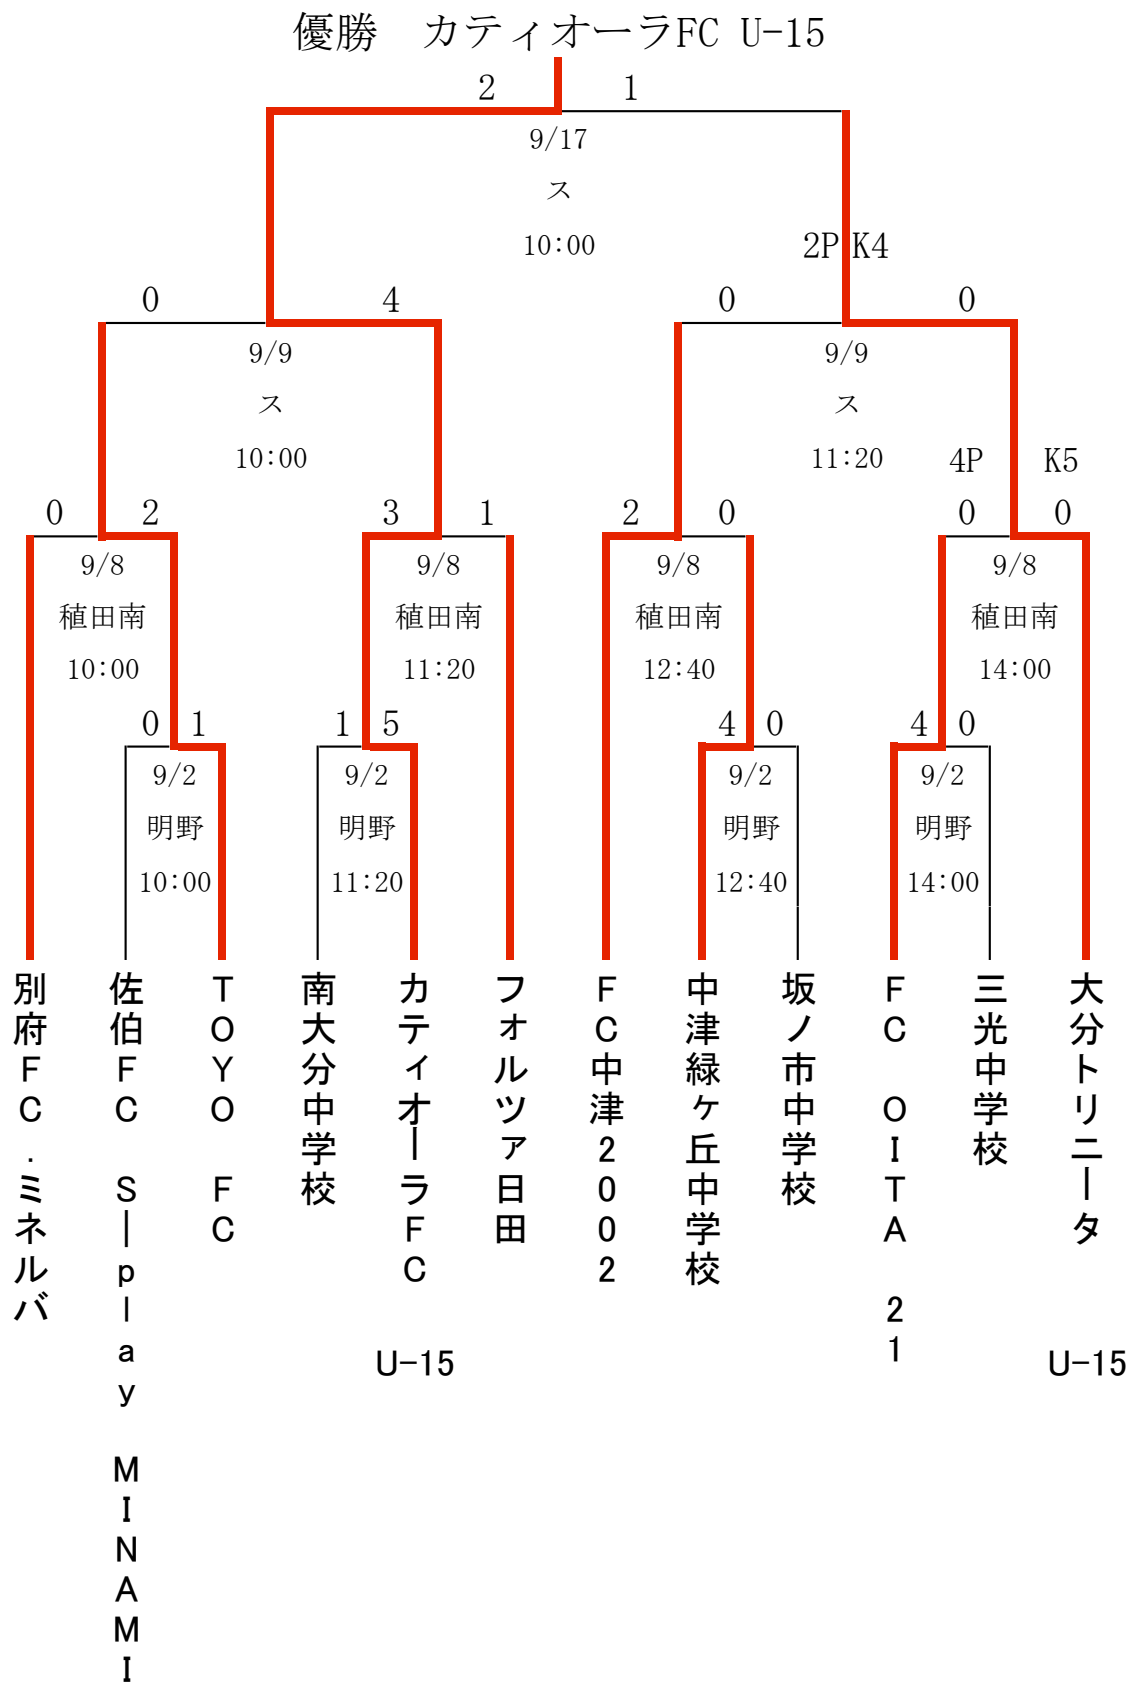 優勝　カティオーラFC U-15
2 1
9/17
ス
10:00
2P K4
0 4 0 0
9/9 9/9
ス ス
10:00 11:20
4P K5
0 2 3 1 2 0 0 0
9/8 9/8 9/8 9/8
稙田南 稙田南 稙田南 稙田南
10:00 11:20 12:40 14:00
0 1 1 5 4 0 4 0
9/2 9/2 9/2 9/2
明野 明野 明野 明野
10:00 11:20 12:40 14:00
別府FC.ミネルバ
佐伯FC S-play MINAMI
TOYO FC
南大分中学校
カティオーラFC U-15
フォルツァ日田
FC中津2002
中津緑ヶ丘中学校
坂ノ市中学校
FC OITA 21
三光中学校
大分トリニータ U-15